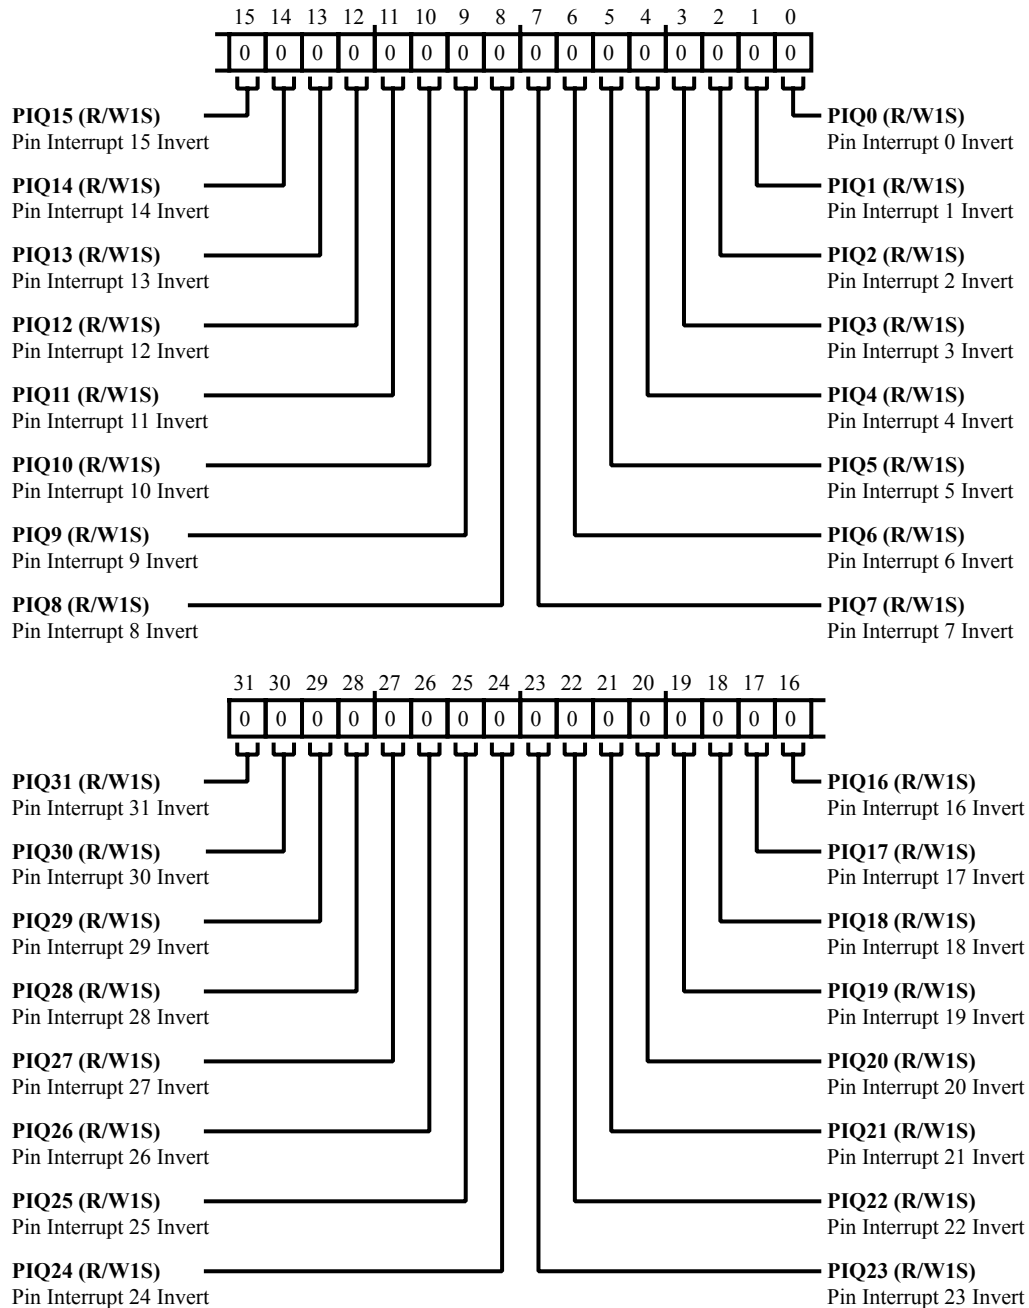 15 14 13 12 11 10 9 8 7 6 5 4 3 2 1 0
0 0 0 0 0 0 0 0 0 0 0 0 0 0 0 0
PIQ15 (R/W1S)
Pin Interrupt 15 Invert
PIQ14 (R/W1S)
Pin Interrupt 14 Invert
PIQ13 (R/W1S)
Pin Interrupt 13 Invert
PIQ12 (R/W1S)
Pin Interrupt 12 Invert
PIQ11 (R/W1S)
Pin Interrupt 11 Invert
PIQ10 (R/W1S)
Pin Interrupt 10 Invert
PIQ9 (R/W1S)
Pin Interrupt 9 Invert
PIQ8 (R/W1S)
Pin Interrupt 8 Invert
PIQ0 (R/W1S)
Pin Interrupt 0 Invert
PIQ1 (R/W1S)
Pin Interrupt 1 Invert
PIQ2 (R/W1S)
Pin Interrupt 2 Invert
PIQ3 (R/W1S)
Pin Interrupt 3 Invert
PIQ4 (R/W1S)
Pin Interrupt 4 Invert
PIQ5 (R/W1S)
Pin Interrupt 5 Invert
PIQ6 (R/W1S)
Pin Interrupt 6 Invert
PIQ7 (R/W1S)
Pin Interrupt 7 Invert
31 30 29 28 27 26 25 24 23 22 21 20 19 18 17 16
0 0 0 0 0 0 0 0 0 0 0 0 0 0 0 0
PIQ31 (R/W1S)
Pin Interrupt 31 Invert
PIQ30 (R/W1S)
Pin Interrupt 30 Invert
PIQ29 (R/W1S)
Pin Interrupt 29 Invert
PIQ28 (R/W1S)
Pin Interrupt 28 Invert
PIQ27 (R/W1S)
Pin Interrupt 27 Invert
PIQ26 (R/W1S)
Pin Interrupt 26 Invert
PIQ25 (R/W1S)
Pin Interrupt 25 Invert
PIQ24 (R/W1S)
Pin Interrupt 24 Invert
PIQ16 (R/W1S)
Pin Interrupt 16 Invert
PIQ17 (R/W1S)
Pin Interrupt 17 Invert
PIQ18 (R/W1S)
Pin Interrupt 18 Invert
PIQ19 (R/W1S)
Pin Interrupt 19 Invert
PIQ20 (R/W1S)
Pin Interrupt 20 Invert
PIQ21 (R/W1S)
Pin Interrupt 21 Invert
PIQ22 (R/W1S)
Pin Interrupt 22 Invert
PIQ23 (R/W1S)
Pin Interrupt 23 Invert